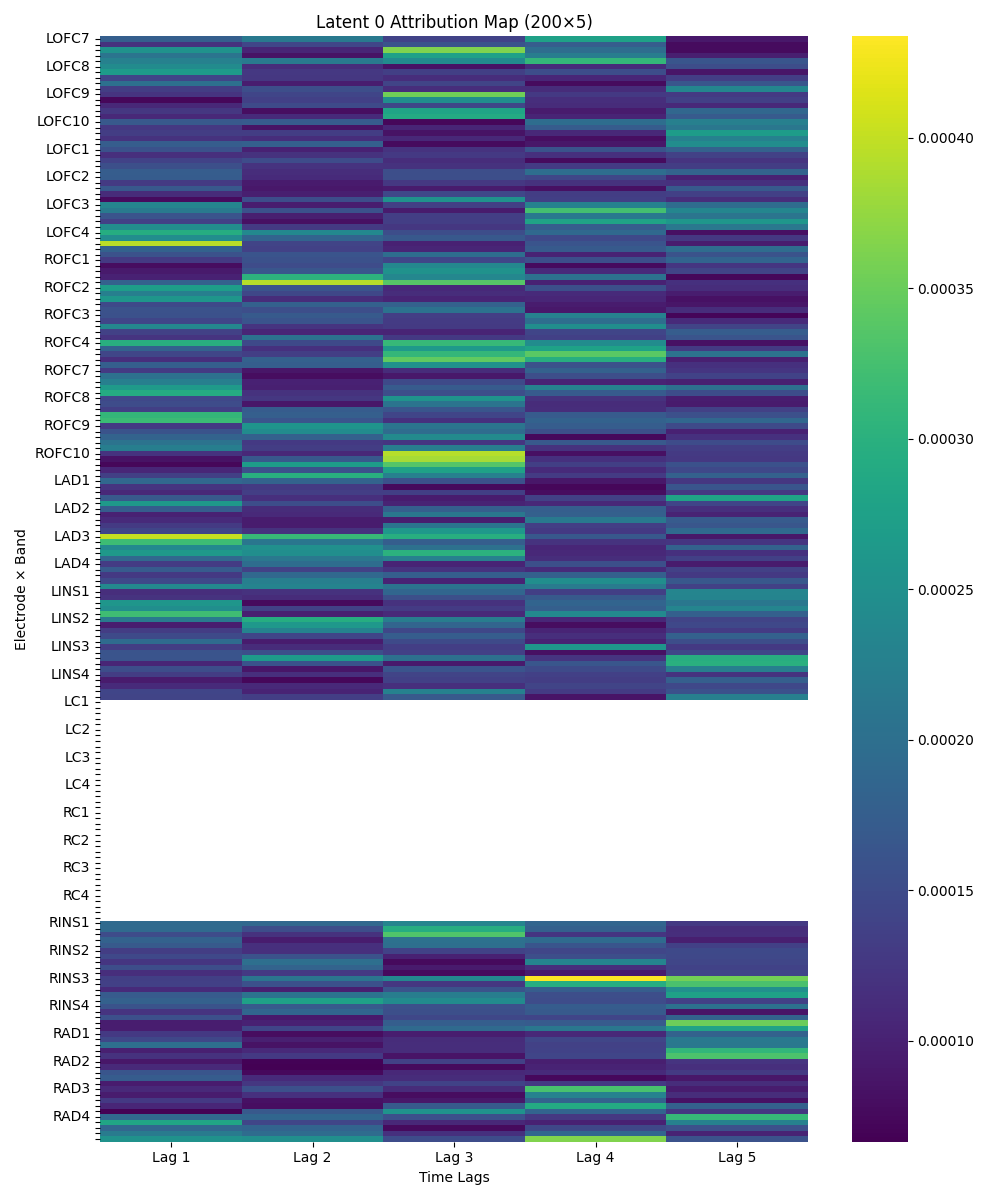 Latent 0 Attribution Map (200×5)
LOFC7
LOFC8
LOFC9
LOFC10
LOFC1
LOFC2
LOFC3
LOFC4
ROFC1
ROFC2
ROFC3
ROFC4
ROFC7
ROFC8
ROFC9
ROFC10
LAD1
LAD2
LAD3
LAD4
LINS1
LINS2
LINS3
LINS4
LC1
LC2
LC3
LC4
RC1
RC2
RC3
RC4
RINS1
RINS2
RINS3
RINS4
RAD1
RAD2
RAD3
RAD4
Electrode × Band
Lag 1 Lag 2 Lag 3 Lag 4 Lag 5
Time Lags
0.00040
0.00035
0.00030
0.00025
0.00020
0.00015
0.00010